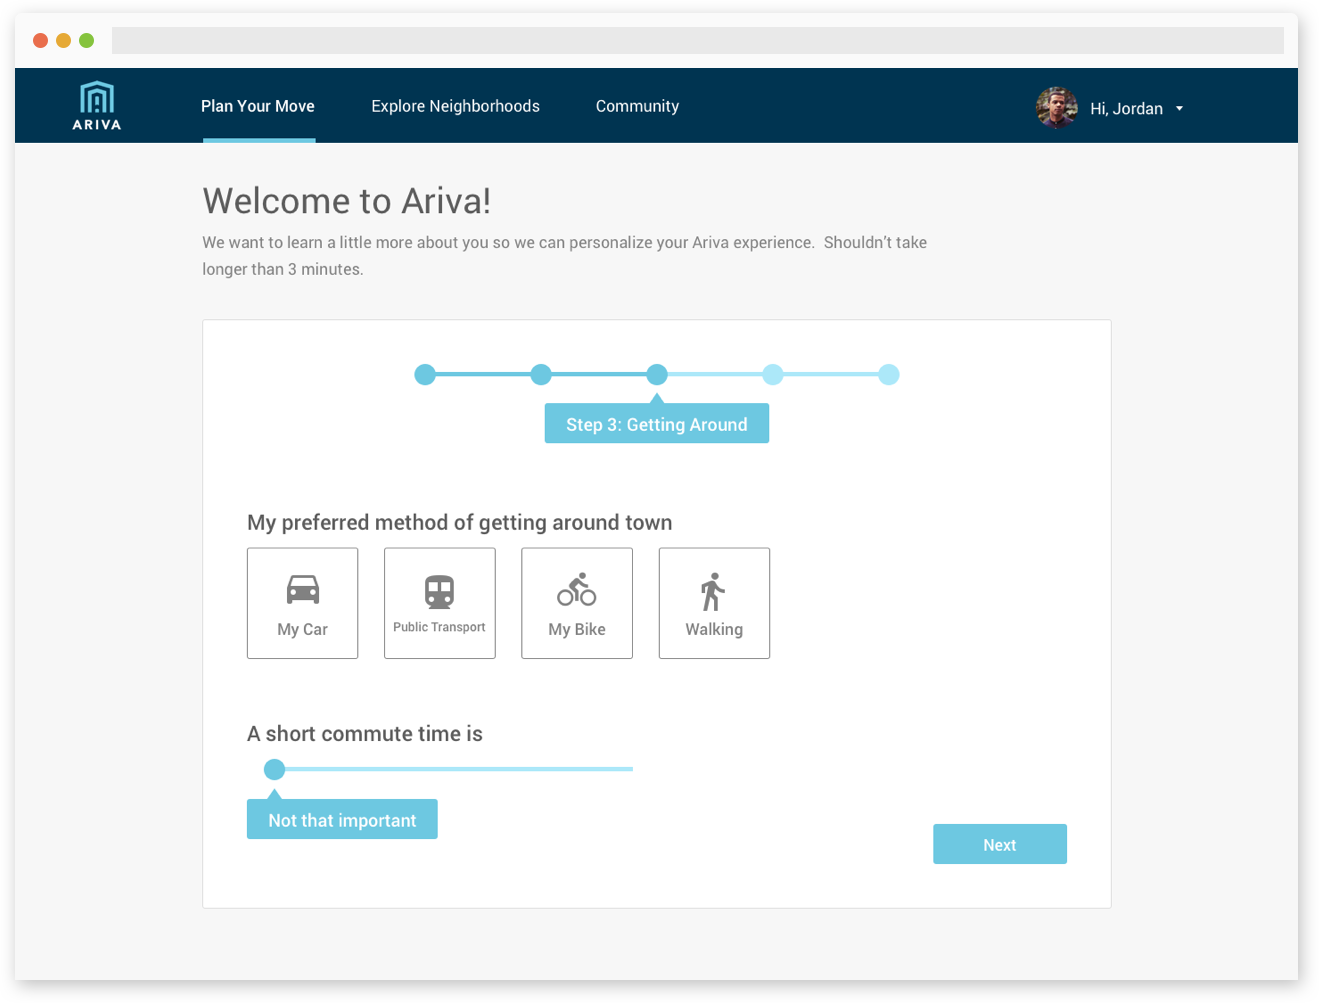 ARIVA
Plan Your Move
Explore Neighborhoods
Community
Hi, Jordan
Welcome to Ariva!
We want to learn a little more about you so we can personalize your Ariva experience.  Shouldn’t take
longer than 3 minutes.
Step 3: Getting Around
My preferred method of getting around town
My Car
Public Transport
My Bike
Walking
A short commute time is
Not that important
Next